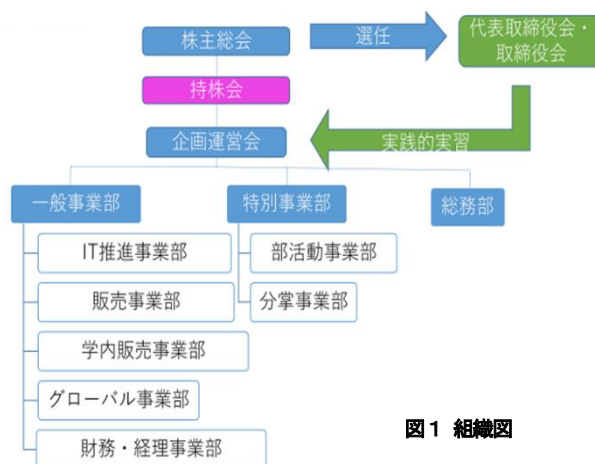 株主総会
選任
代表取締役会・
取締役会
持株会
企画運営会
実践的実習
一般事業部
特別事業部
総務部
IT推進事業部
部活動事業部
販売事業部
分掌事業部
学内販売事業部
グローバル事業部
財務・経理事業部
図1 組織図